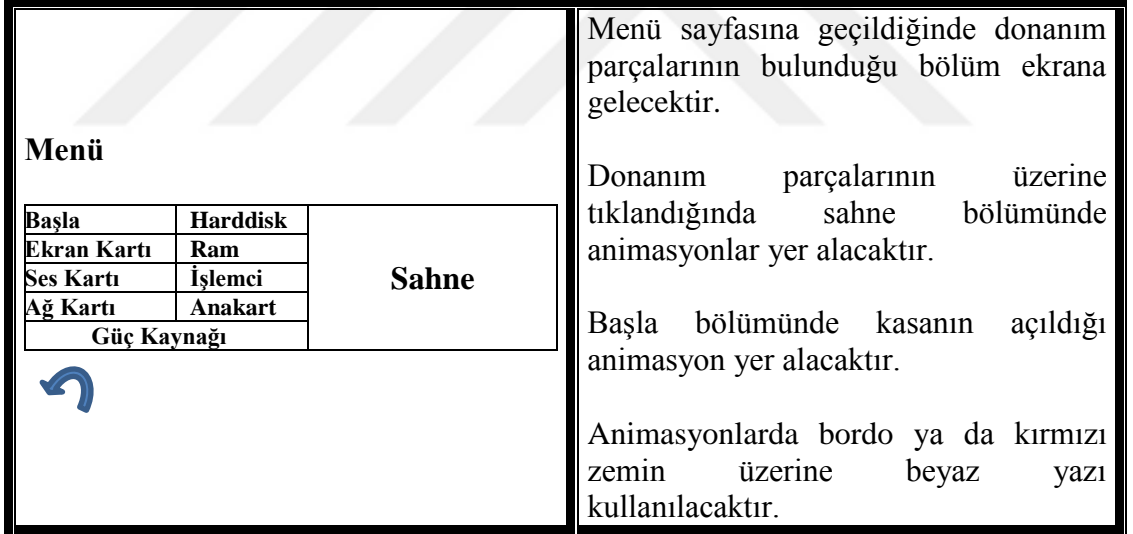 Menü
Başla Harddisk
Ekran Kartı Ram
Ses Kartı İşlemci
Ağ Kartı Anakart
Güç Kaynağı
Sahne
Menü sayfasına geçildiğinde donanım
parçalarının bulunduğu bölüm ekrana
gelecektir.
Donanım parçalarının üzerine
tıklandığında sahne bölümünde
animasyonlar yer alacaktır.
Başla bölümünde kasanın açıldığı
animasyon yer alacaktır.
Animasyonlarda bordo ya da kırmızı
zemin üzerine beyaz yazı
kullanılacaktır.